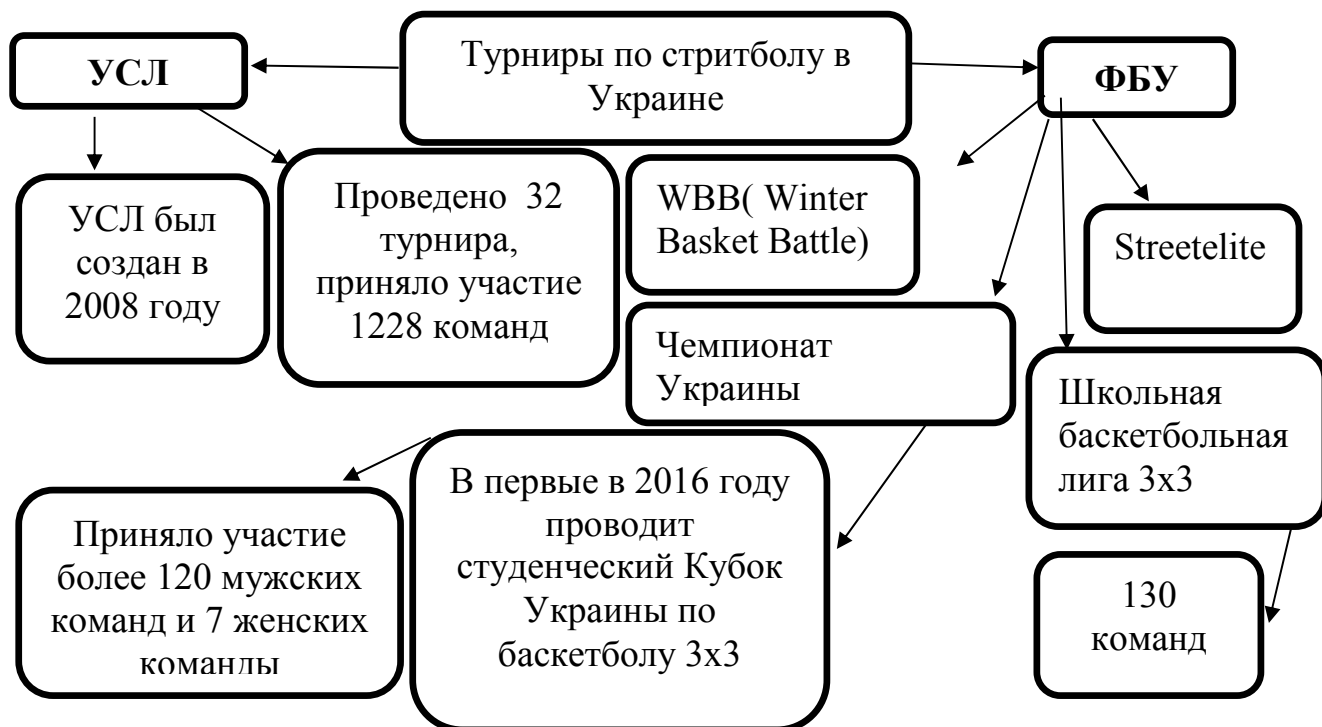 Турниры по стритболу в
Украине
УСЛ
ФБУ
УСЛ был
создан в
2008 году
Проведено 32
турнира,
приняло участие
1228 команд
WBB( Winter
Basket Battle)
Streetelite
Чемпионат
Украины
Школьная
баскетбольная
лига 3х3
В первые в 2016 году
проводит
студенческий Кубок
Украины по
баскетболу 3х3
Приняло участие
более 120 мужских
команд и 7 женских
команды
130
команд